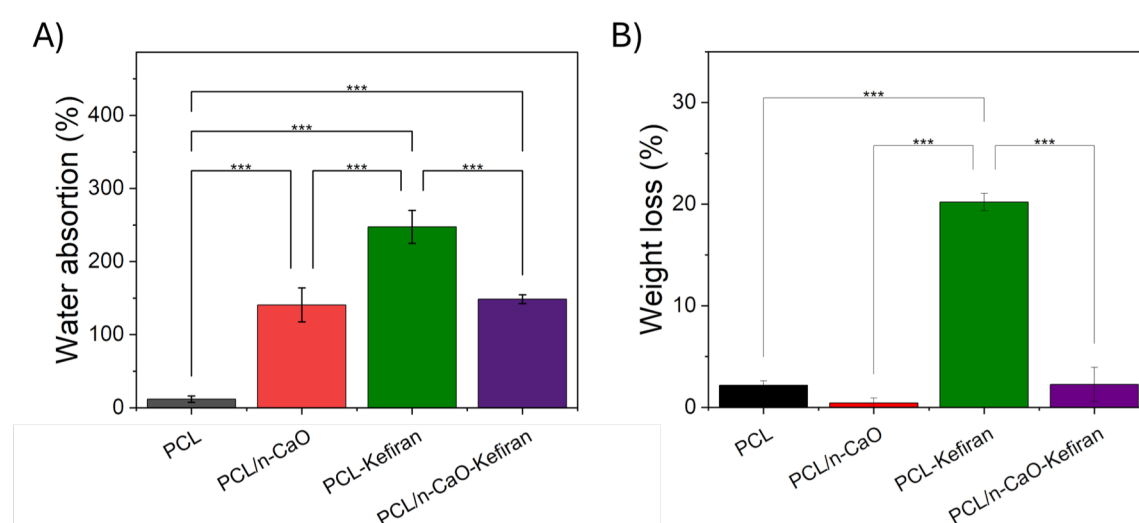 A)
Water absortion (%)
400
300
200
100
0
***
***
***
***
***
PCL
PCL/n-CaO
PCL-Kefiran
PCL/n-CaO-Kefiran
B)
Weight loss (%)
30
20
10
0
***
***
***
PCL
PCL/n-CaO
PCL-Kefiran
PCL/n-CaO-Kefiran